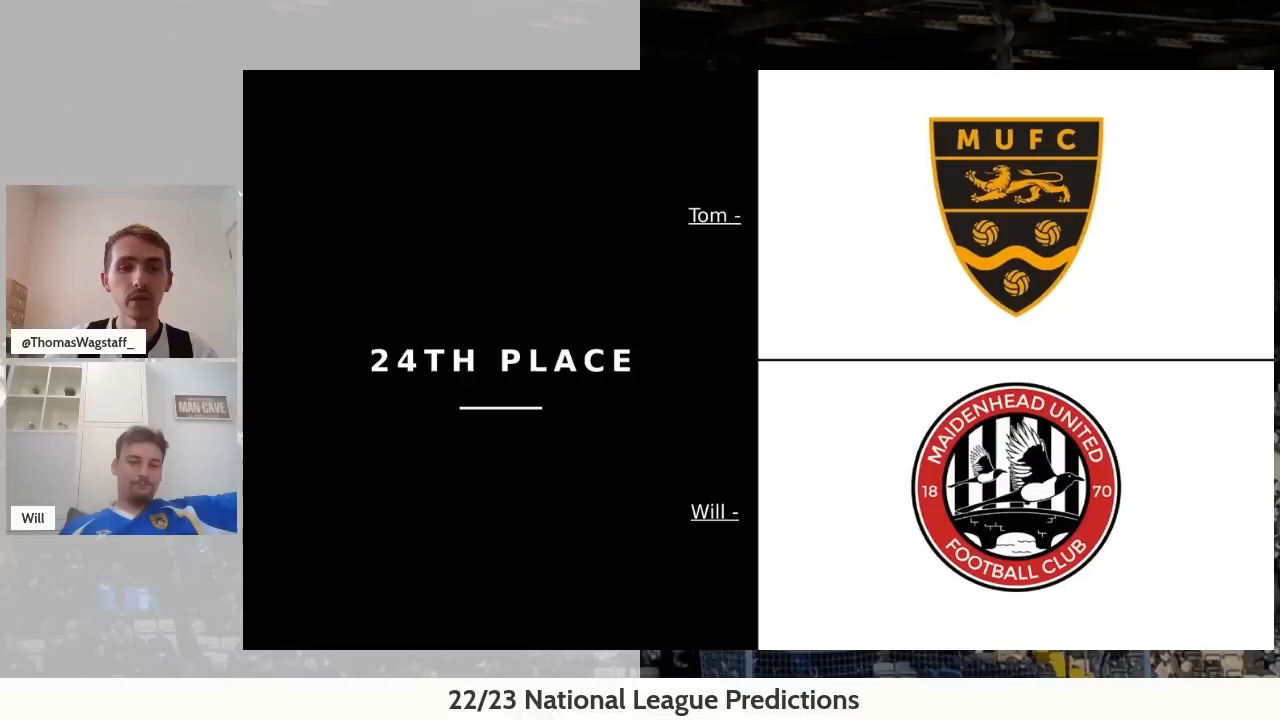 MUFC
Tom -
@ThomasWagstaff_
24TH PLACE
MAN CAVE
MAIDENHEAD UNITED
18 70
FOOTBALL CLUB
Will -
Will
22/23 National League Predictions